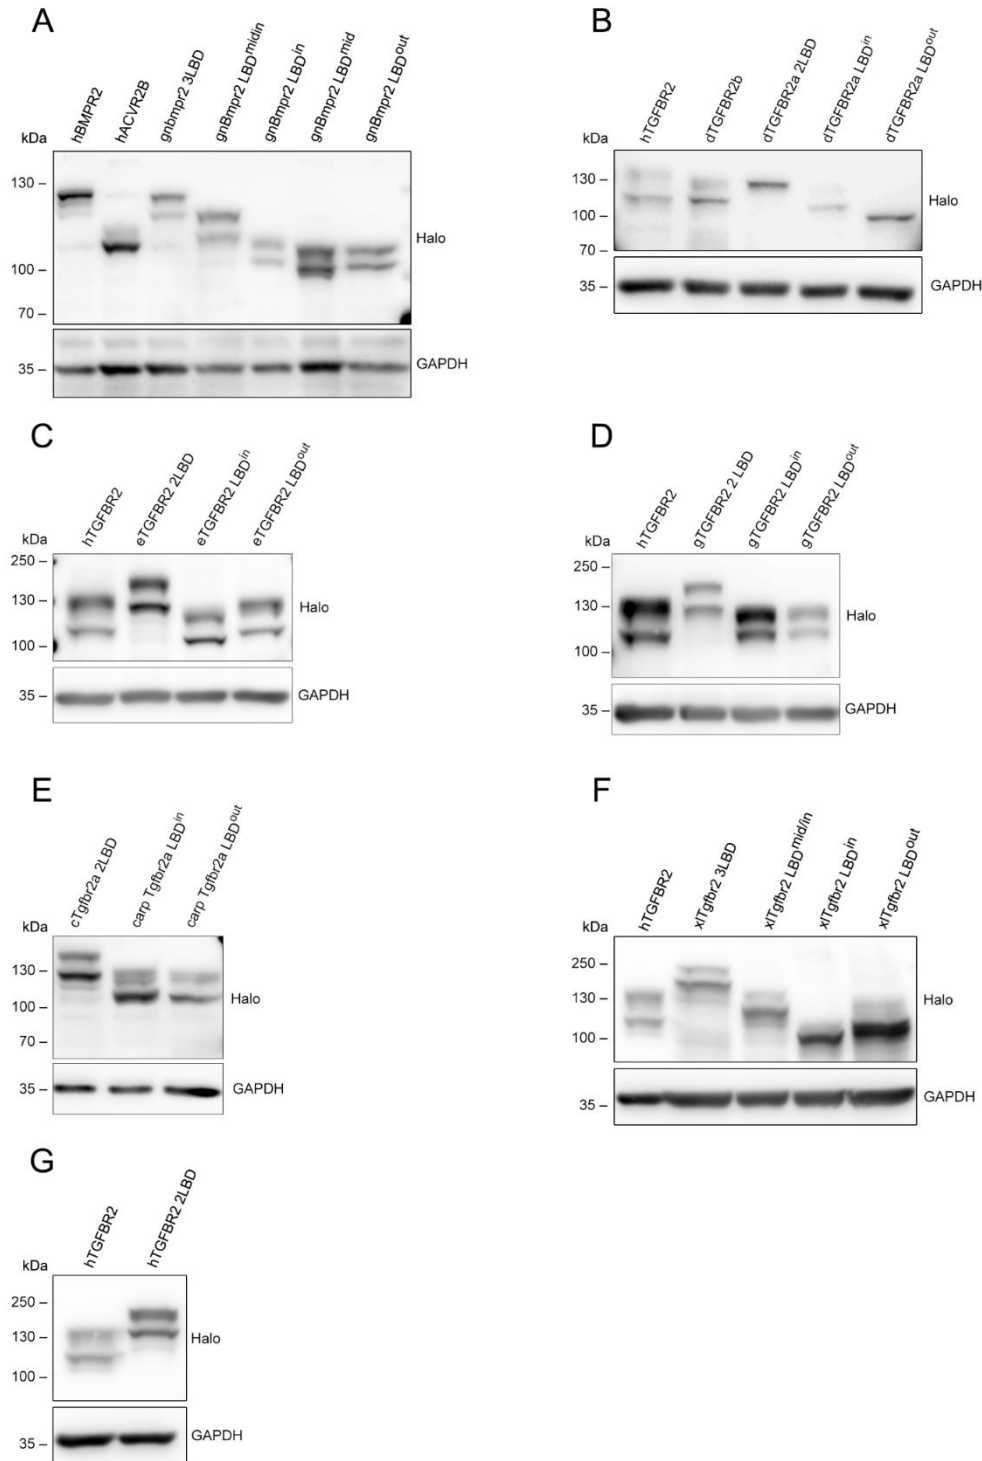 A
hBMPR2
hACVR2B
gnbmpr2 3LBD
gnBmpr2 LBDmidin
gnBmpr2 LBDin
gnBmpr2 LBDmid
gnBmpr2 LBDout
kDa
130 –
100 –
70 –
Halo
35 –
GAPDH
B
hTGFBR2
dTGFBR2b
dTGFBR2a 2LBD
dTGFBR2a LBDin
dTGFBR2a LBDout
kDa
130 –
100 –
70 –
Halo
35 –
GAPDH
C
hTGFBR2
eTGFBR2 2LBD
eTGFBR2 LBDin
eTGFBR2 LBDout
kDa
250 –
130 –
100 –
Halo
35 –
GAPDH
D
hTGFBR2
gTGFBR2 2 LBD
gTGFBR2 LBDin
gTGFBR2 LBDout
kDa
250 –
130 –
100 –
Halo
35 –
GAPDH
E
cTgfbr2a 2LBD
carp Tgfbr2a LBDin
carp Tgfbr2a LBDout
kDa
130 –
100 –
70 –
Halo
35 –
GAPDH
F
hTGFBR2
xlTgfbr2 3LBD
xlTgfbr2 LBDmid/in
xlTgfbr2 LBDin
xlTgfbr2 LBDout
kDa
250 –
130 –
100 –
Halo
35 –
GAPDH
G
hTGFBR2
hTGFBR2 2LBD
kDa
250 –
130 –
100 –
Halo
35 –
GAPDH